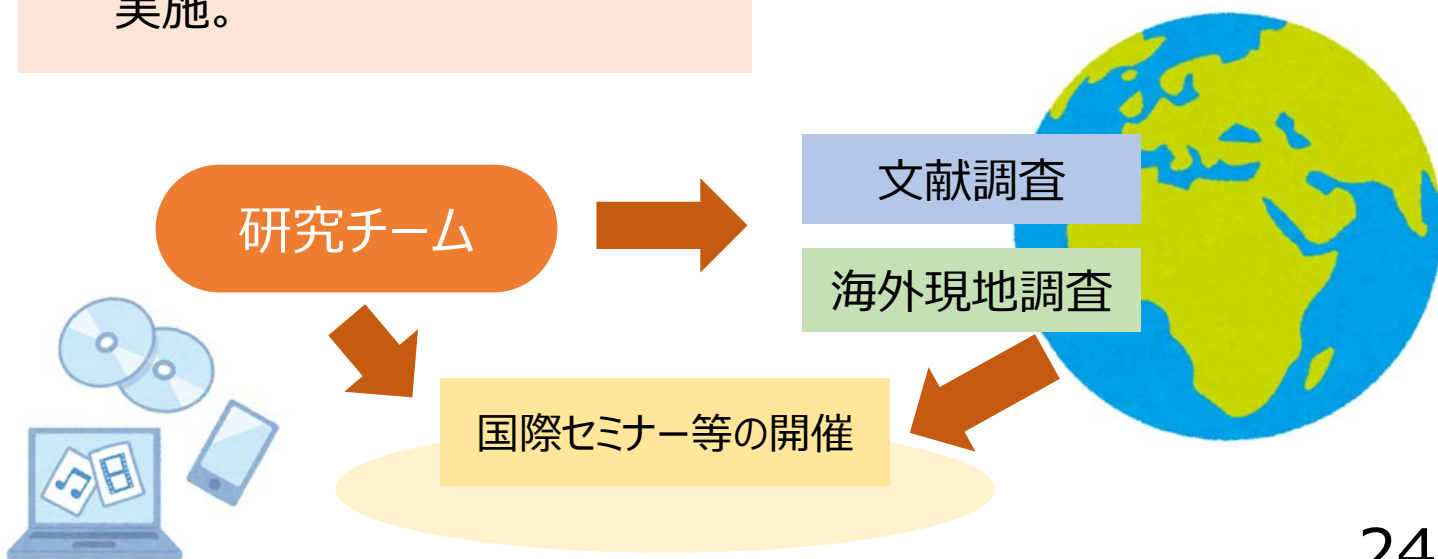 実施。
文献調査
研究チーム
海外現地調査
国際セミナー等の開催
24